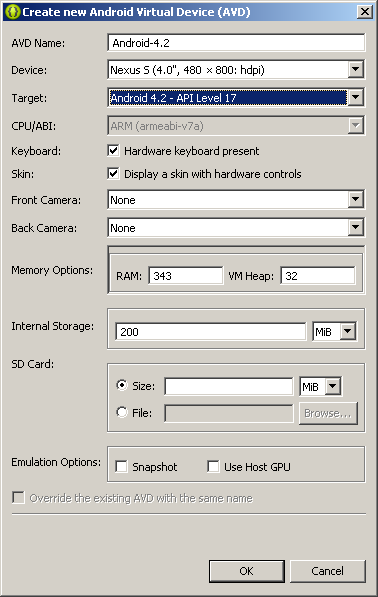 Create new Android Virtual Device (AVD)
AVD Name: Android-4.2
Device: Nexus S (4.0", 480 × 800: hdpi)
Target: Android 4.2 - API Level 17
CPU/ABI: ARM (armeabi-v7a)
Keyboard: Hardware keyboard present
Skin: Display a skin with hardware controls
Front Camera: None
Back Camera: None
Memory Options: RAM: 343 VM Heap: 32
Internal Storage: 200 MiB
SD Card:
Size: MiB
File: Browse...
Emulation Options: Snapshot Use Host GPU
Override the existing AVD with the same name
OK Cancel